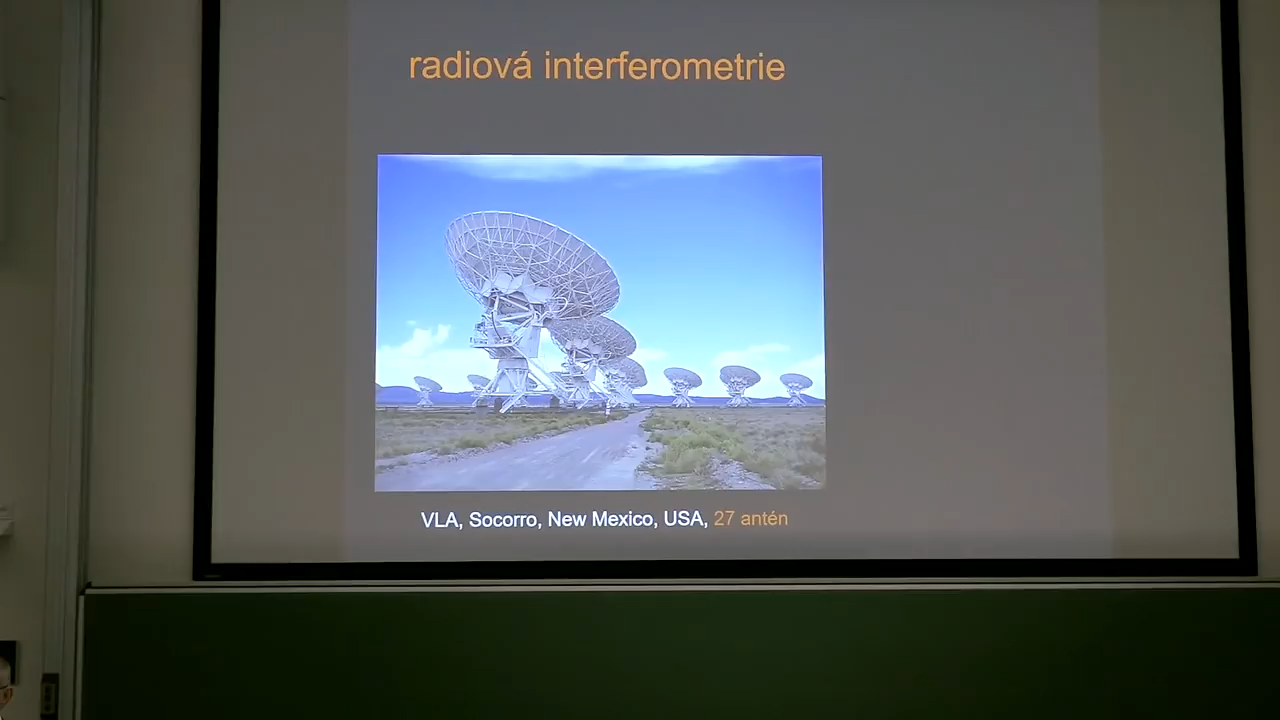 radiová interferometrie
VLA, Socorro, New Mexico, USA, 27 antén